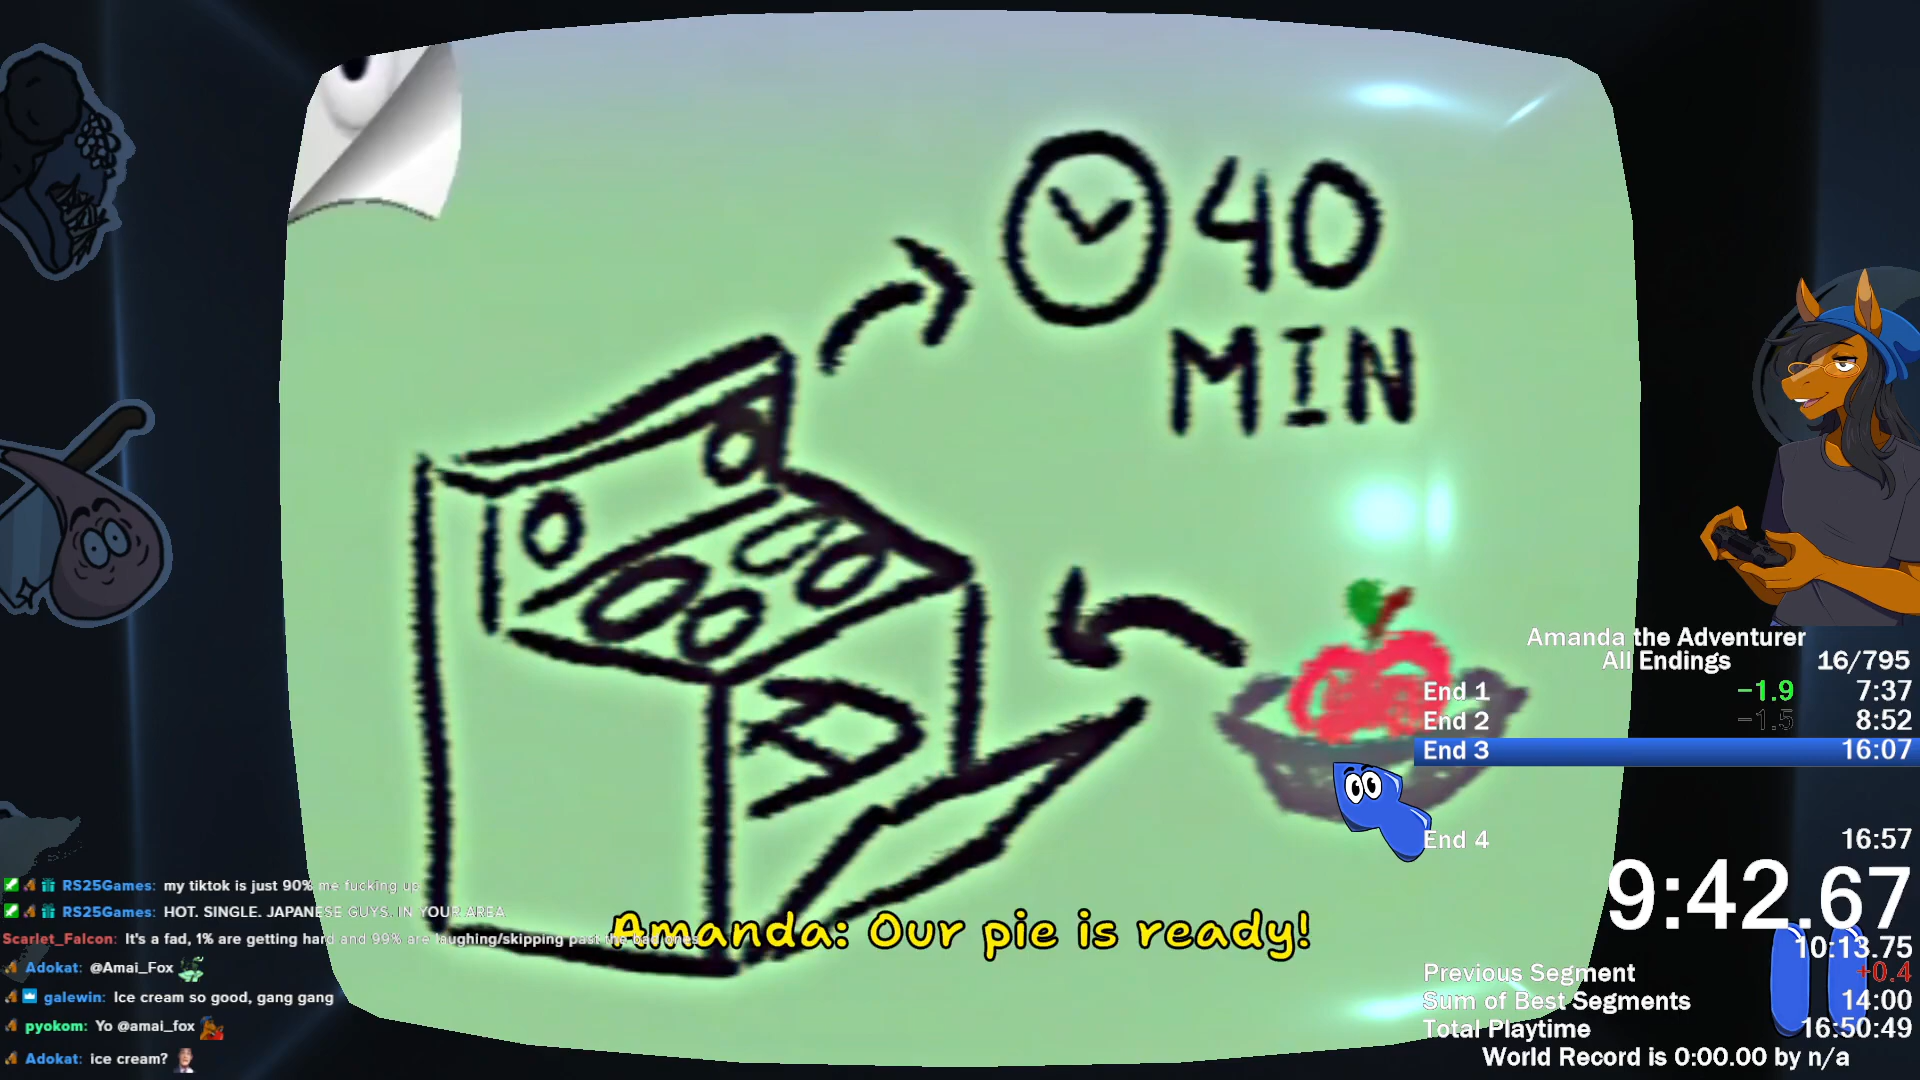 40
MIN
Amanda the Adventurer
All Endings 16/795
End 1 −1.9 7:37
End 2 −1.5 8:52
End 3 16:07
End 4 16:57
9:42.67
10:13.75
Previous Segment +0.4
Sum of Best Segments 14:00
Total Playtime 16:50:49
World Record is 0:00.00 by n/a
RS25Games: my tiktok is just 90% me fucking up
RS25Games: HOT. SINGLE. JAPANESE GUYS. IN YOUR AREA.
Scarlet_Falcon: It's a fad, 1% are getting hard and 99% are laughing/skipping past the bad ones
Adokat: @Amai_Fox
galewin: Ice cream so good, gang gang
pyokom: Yo @amai_fox
Adokat: ice cream?
Amanda: Our pie is ready!